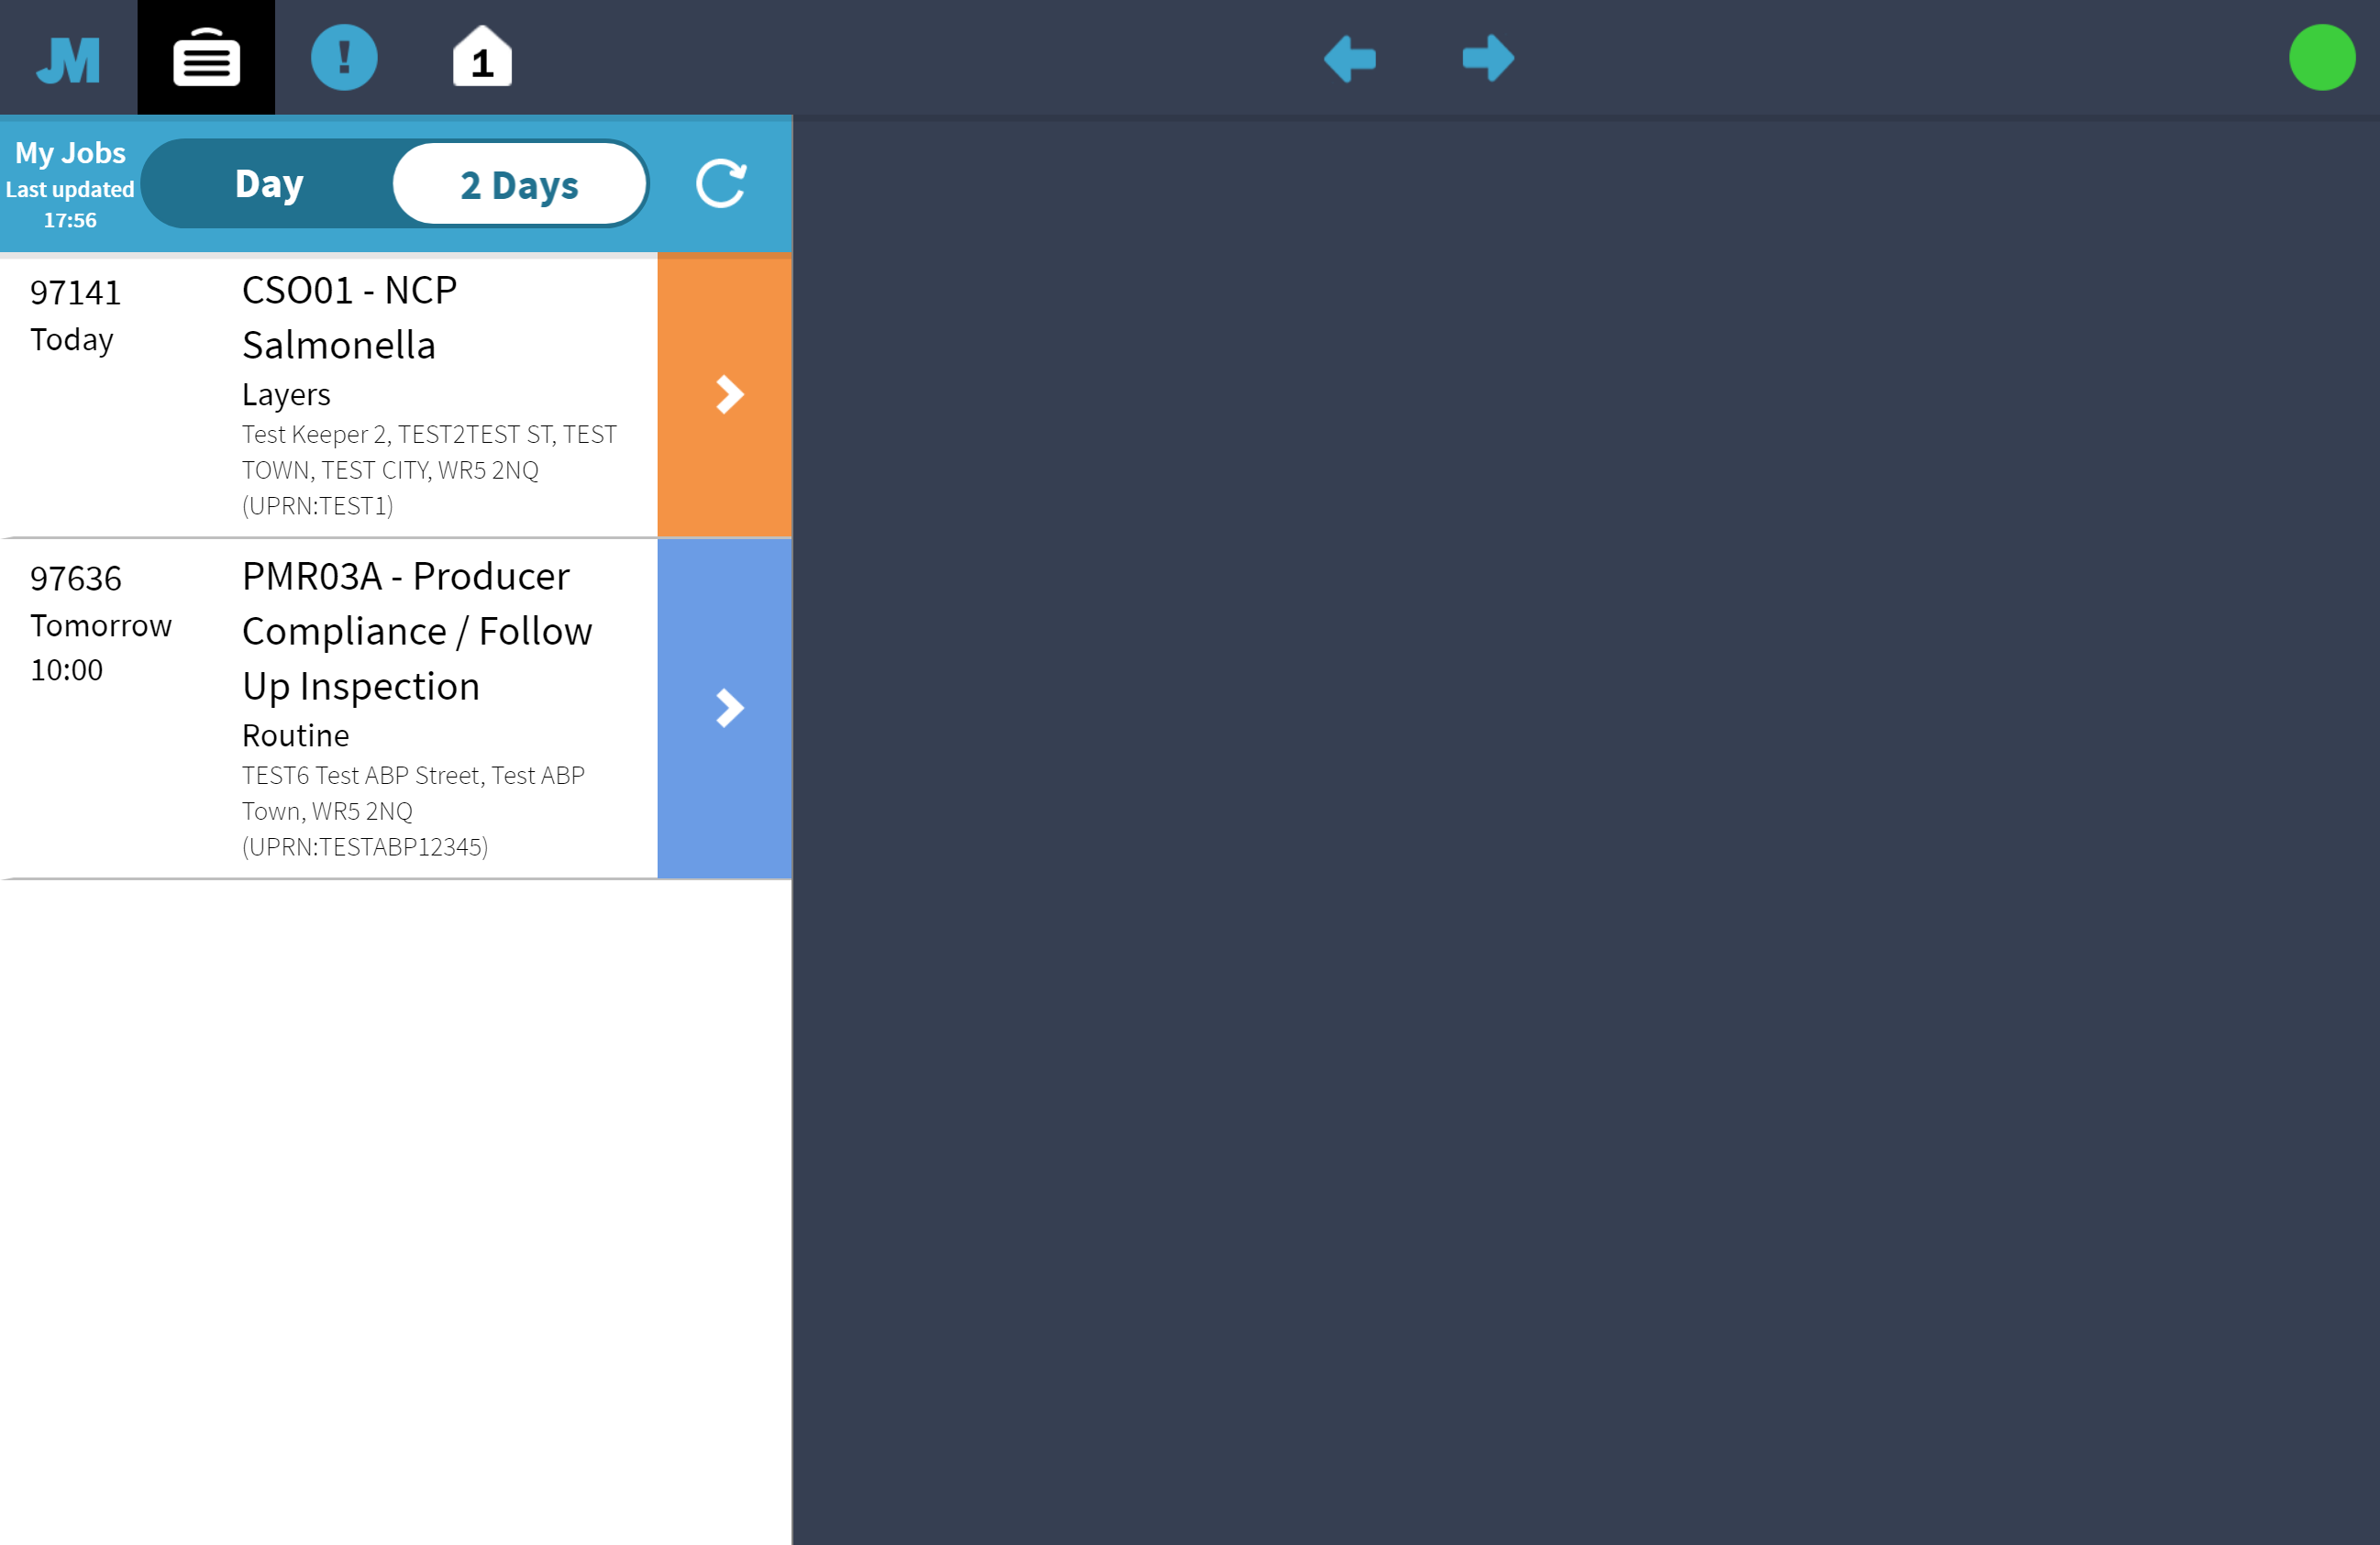 JM
!
1
My Jobs
Last updated
17:56
Day
2 Days
97141
Today
CSO01 - NCP
Salmonella
Layers
Test Keeper 2, TEST2TEST ST, TEST
TOWN, TEST CITY, WR5 2NQ
(UPRN:TEST1)
97636
Tomorrow
10:00
PMR03A - Producer
Compliance / Follow
Up Inspection
Routine
TEST6 Test ABP Street, Test ABP
Town, WR5 2NQ
(UPRN:TESTABP12345)